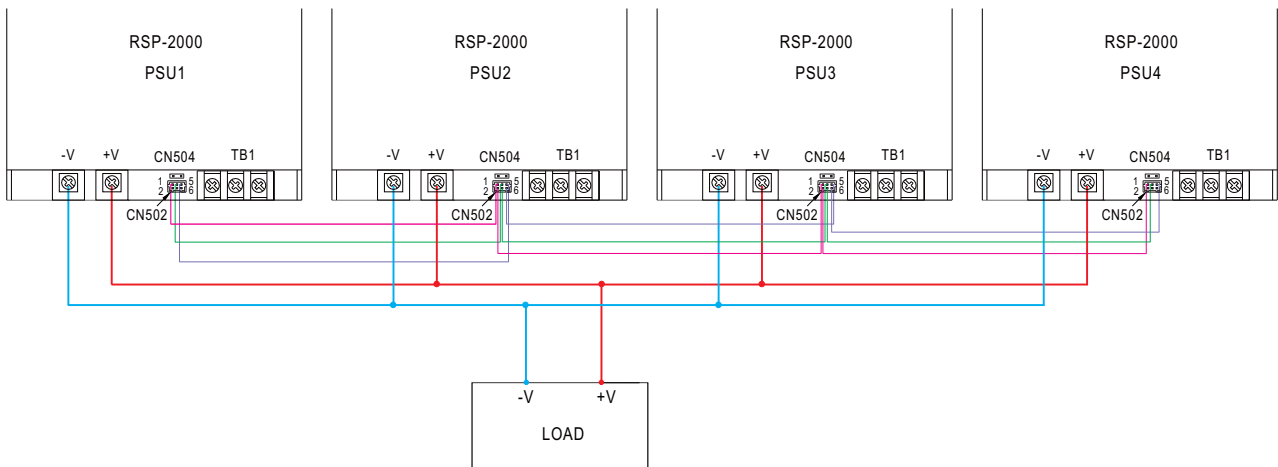 RSP-2000
PSU1
-V +V CN504 TB1
1 5
2 6
CN502
RSP-2000
PSU2
-V +V CN504 TB1
1 5
2 6
CN502
RSP-2000
PSU3
-V +V CN504 TB1
1 5
2 6
CN502
RSP-2000
PSU4
-V +V CN504 TB1
1 5
2 6
CN502
-V +V
LOAD